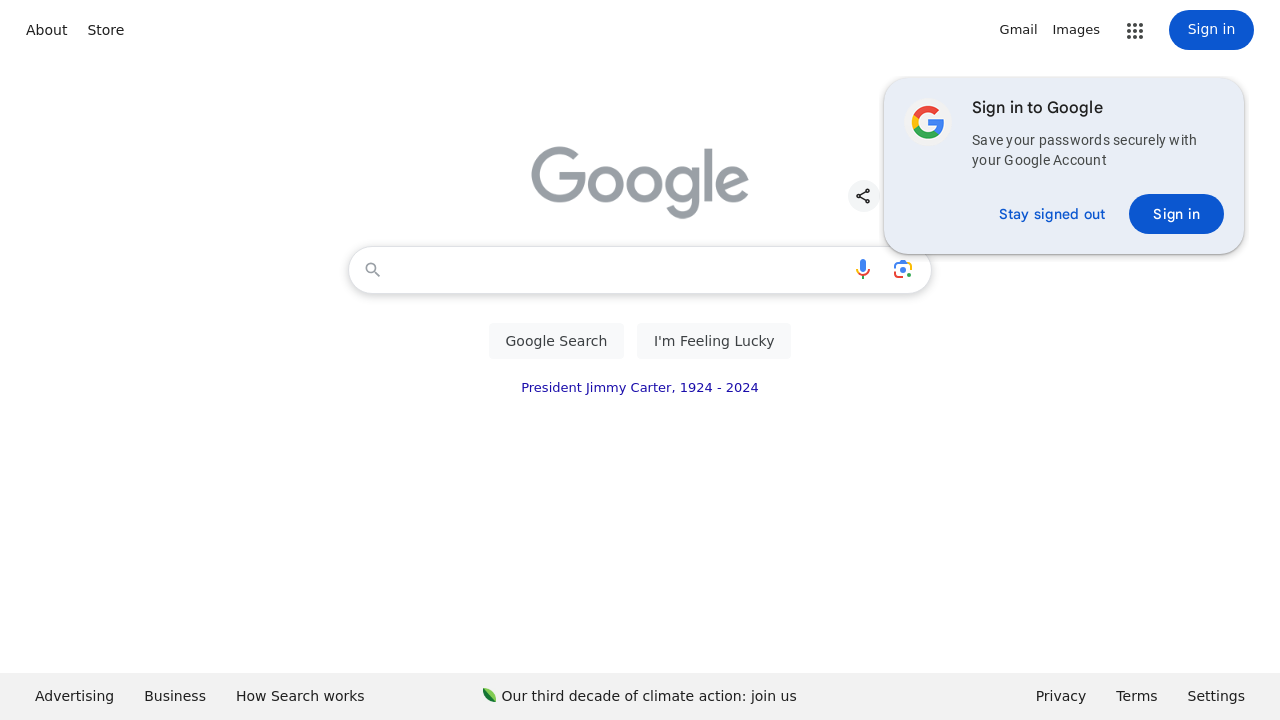 About Store
Gmail Images Sign in
Sign in to Google
Save your passwords securely with
your Google Account
Stay signed out Sign in
Google
Google Search I'm Feeling Lucky
President Jimmy Carter, 1924 - 2024
Advertising Business How Search works
Our third decade of climate action: join us
Privacy Terms Settings